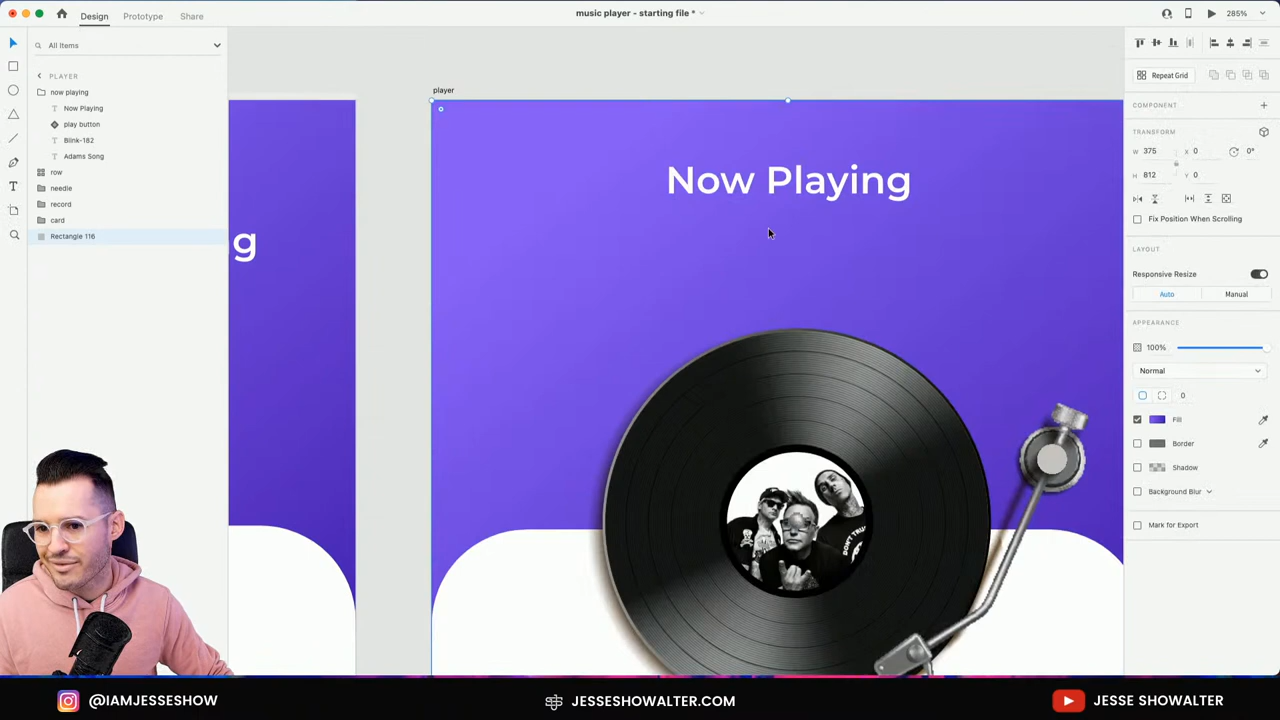 music player - starting file *
Design
Prototype
Share
285%
All Items
PLAYER
now playing
T Now Playing
play button
T Blink-182
T Adams Song
row
needle
record
card
Rectangle 116
T
player
g
Now Playing
DON'T TRU
Repeat Grid
COMPONENT
TRANSFORM
W 375 X 0 0°
H 812 Y 0
Fix Position When Scrolling
LAYOUT
Responsive Resize
Auto Manual
APPEARANCE
100%
Normal
0
Fill
Border
Shadow
Background Blur
Mark for Export
@IAMJESSESHOW
JESSESHOWALTER.COM
JESSE SHOWALTER